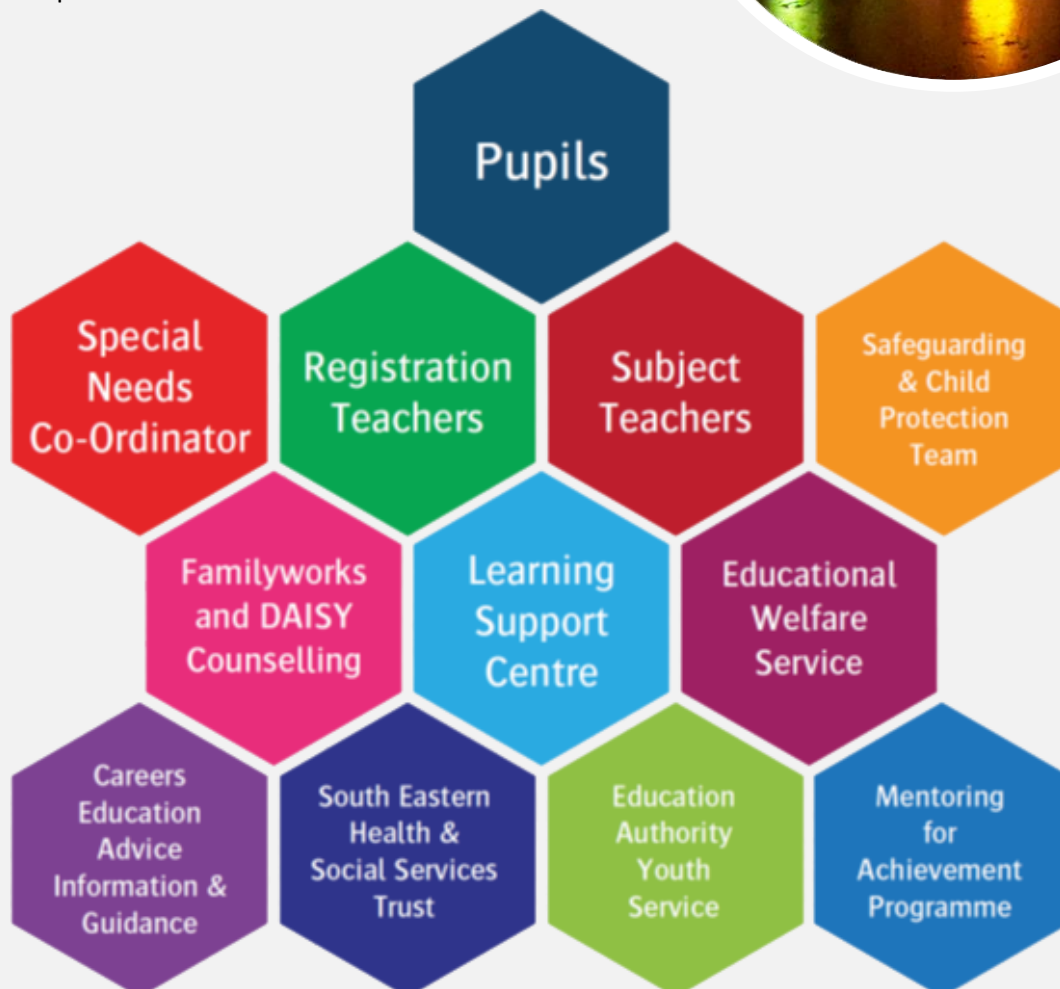 Pupils
Special
Needs
Co-Ordinator
Registration
Teachers
Subject
Teachers
Safeguarding
& Child
Protection
Team
Familyworks
and DAISY
Counselling
Learning
Support
Centre
Educational
Welfare
Service
Careers
Education
Advice
Information &
Guidance
South Eastern
Health &
Social Services
Trust
Education
Authority
Youth
Service
Mentoring
for
Achievement
Programme